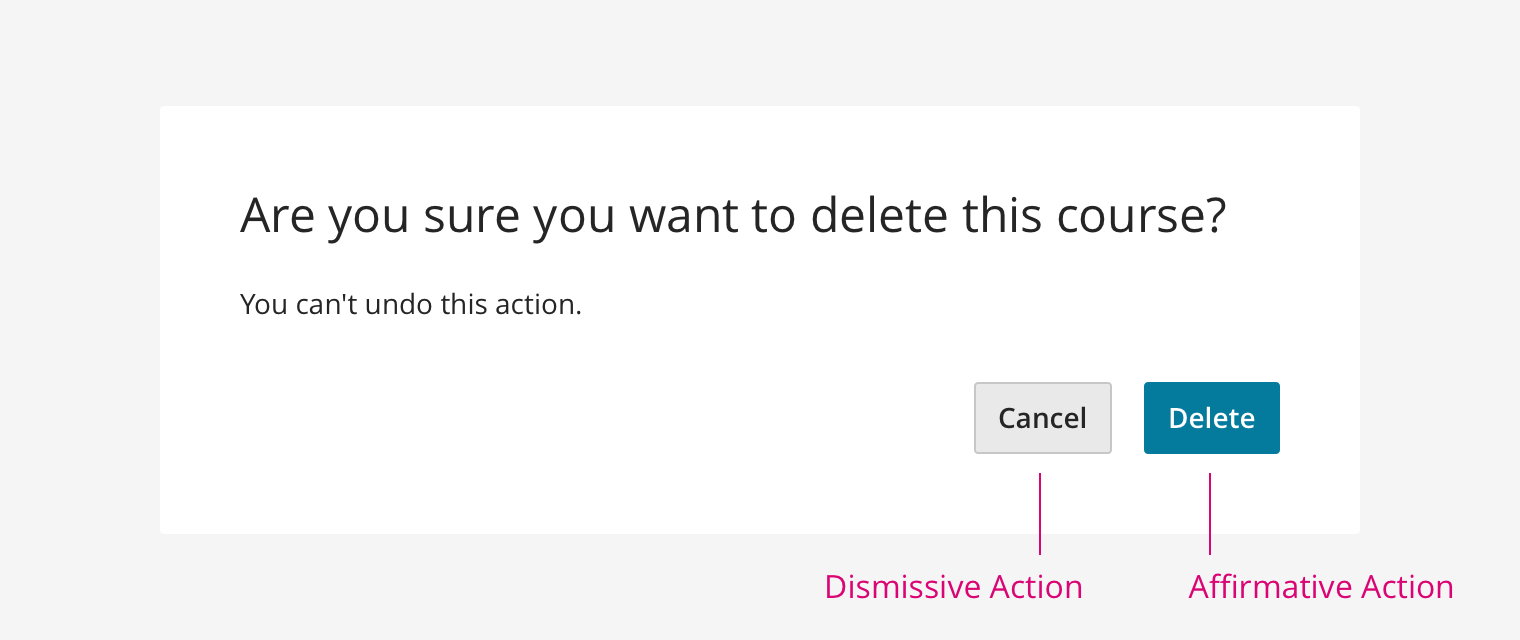 Are you sure you want to delete this course?
You can't undo this action.
Cancel
Delete
Dismissive Action
Affirmative Action